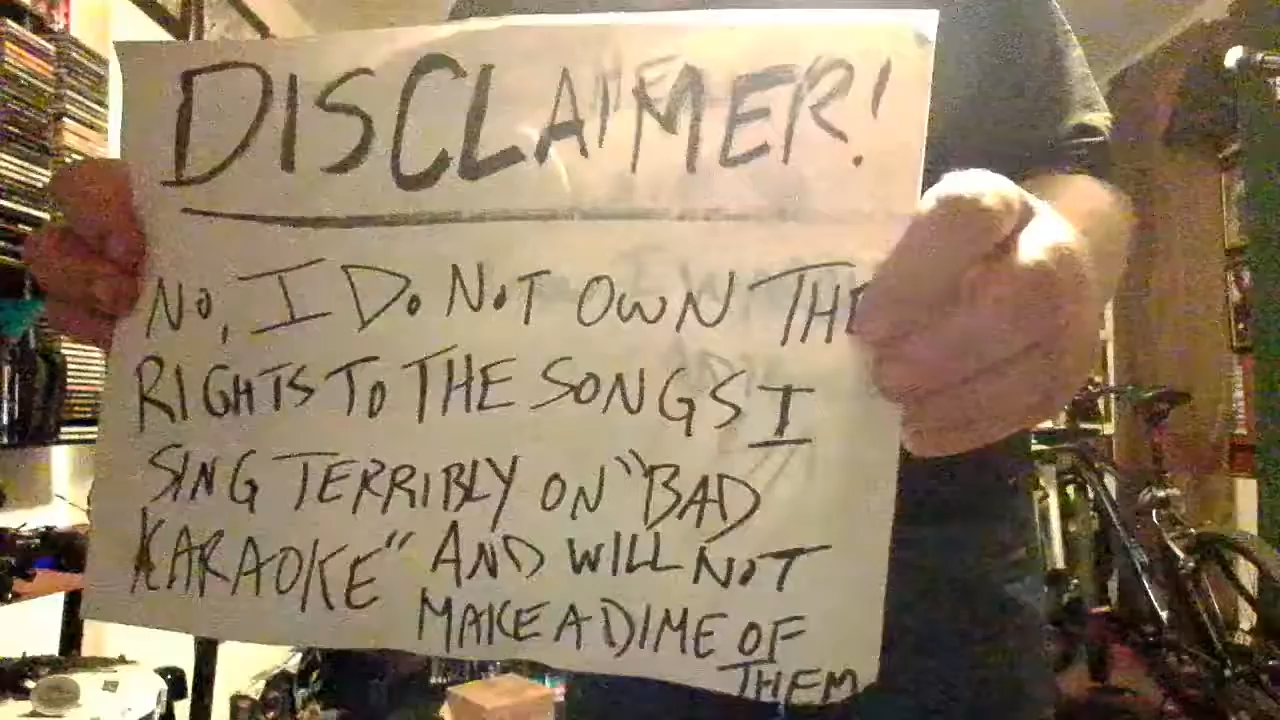 DISCLAIMER!
NO, I DO NOT OWN THE
RIGHTS TO THE SONGS I
SING TERRIBLY ON "BAD
KARAOKE" AND WILL NOT
MAKE A DIME OF
THEM